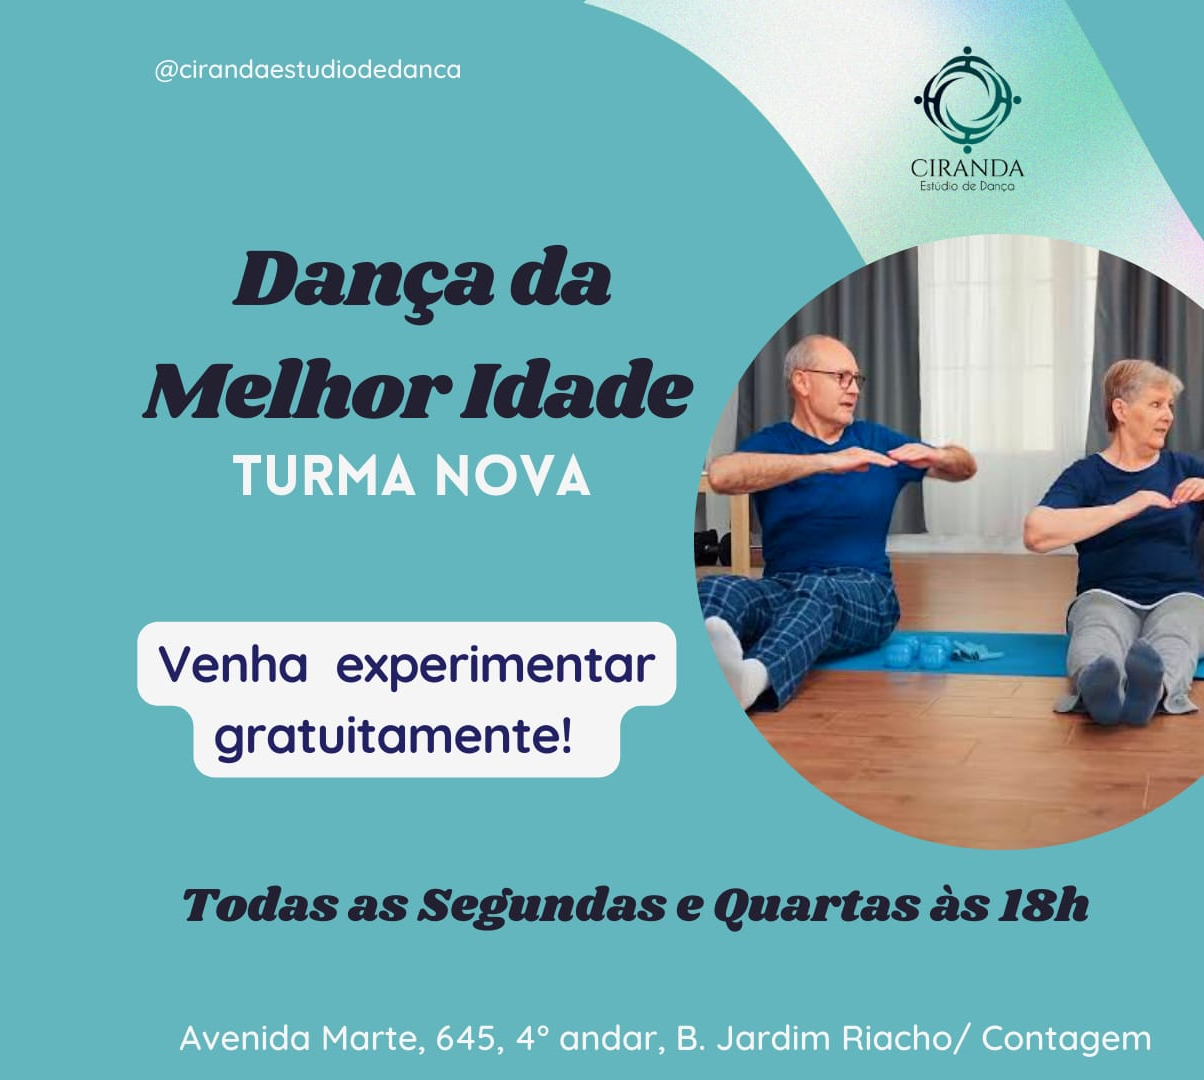 @cirandaestudiodedanca
CIRANDA
Estúdio de Dança
Dança da
Melhor Idade
TURMA NOVA
Venha experimentar
gratuitamente!
Todas as Segundas e Quartas às 18h
Avenida Marte, 645, 4° andar, B. Jardim Riacho/ Contagem